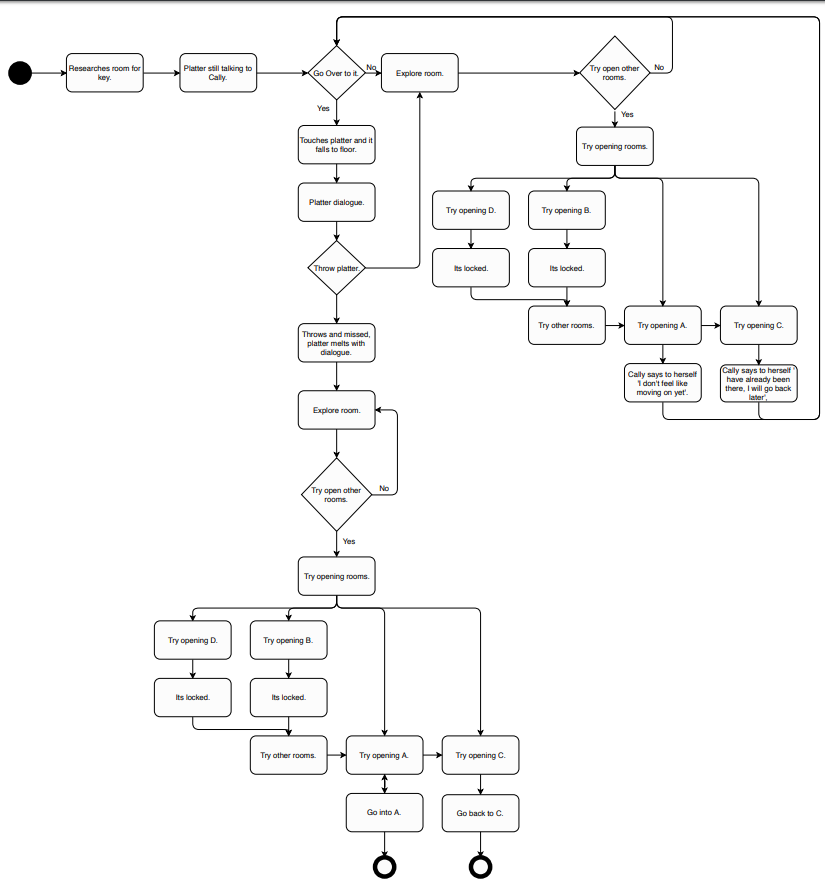 Researches room for
key.
Platter still talking to
Cally.
Go Over to it.
No
Explore room.
Try open other
rooms.
No
Yes
Yes
Touches platter and it
falls to floor.
Try opening rooms.
Platter dialogue.
Try opening D.
Try opening B.
Throw platter.
Its locked.
Its locked.
Try other rooms.
Try opening A.
Try opening C.
Throws and missed,
platter melts with
dialogue.
Cally says to herself
'I don't feel like
moving on yet'.
Cally says to herself '
have already been
there, I will go back
later',
Explore room.
Try open other
rooms.
No
Yes
Try opening rooms.
Try opening D.
Try opening B.
Its locked.
Its locked.
Try other rooms.
Try opening A.
Try opening C.
Go into A.
Go back to C.